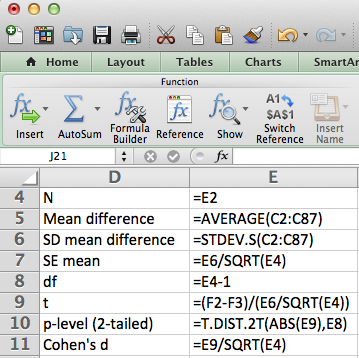 Home Layout Tables Charts SmartAr
Function
Insert AutoSum Formula Builder Reference Show Switch Reference Insert Name
A1
$A$1
J21 fx
D E
4 N =E2
5 Mean difference =AVERAGE(C2:C87)
6 SD mean difference =STDEV.S(C2:C87)
7 SE mean =E6/SQRT(E4)
8 df =E4-1
9 t =(F2-F3)/(E6/SQRT(E4))
10 p-level (2-tailed) =T.DIST.2T(ABS(E9),E8)
11 Cohen's d =E9/SQRT(E4)